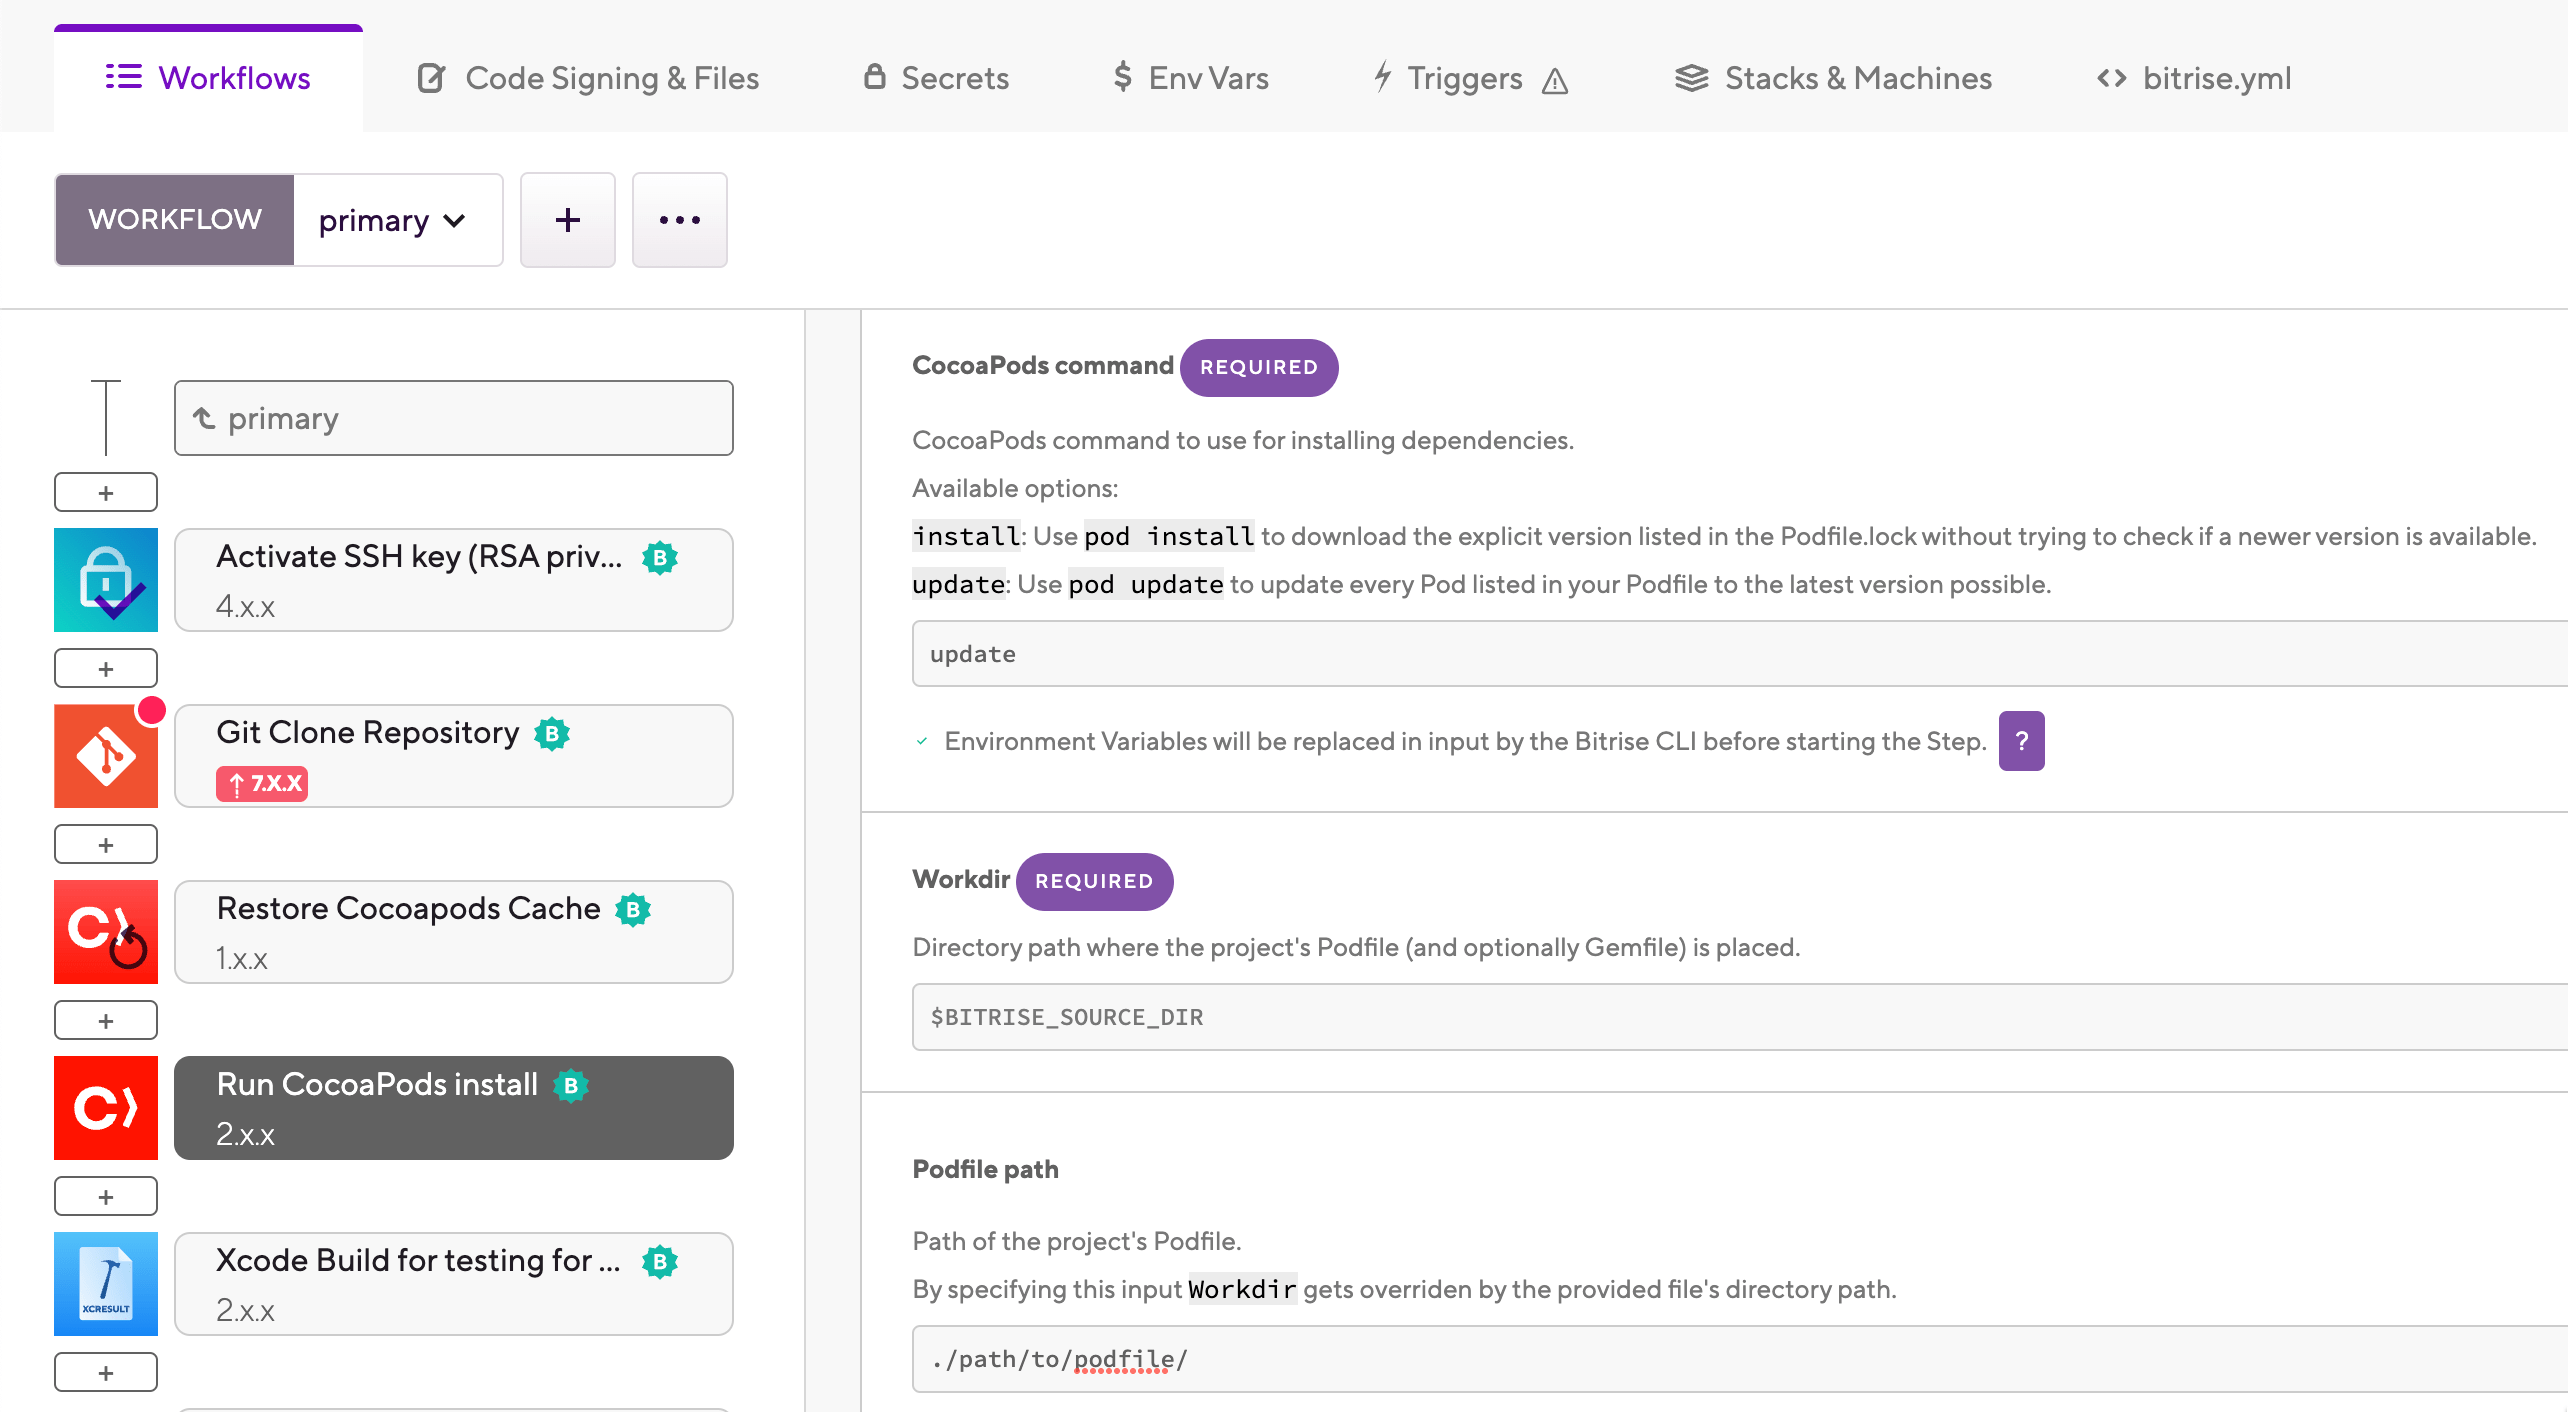 Workflows
Code Signing & Files
Secrets
Env Vars
Triggers
Stacks & Machines
bitrise.yml
WORKFLOW
primary
+
...
primary
+
Activate SSH key (RSA priv... B
4.x.x
+
Git Clone Repository B
7.X.X
+
Restore Cocoapods Cache B
1.x.x
+
Run CocoaPods install B
2.x.x
+
XCRESULT
Xcode Build for testing for ... B
2.x.x
+
CocoaPods command REQUIRED
CocoaPods command to use for installing dependencies.
Available options:
install: Use pod install to download the explicit version listed in the Podfile.lock without trying to check if a newer version is available.
update: Use pod update to update every Pod listed in your Podfile to the latest version possible.
update
Environment Variables will be replaced in input by the Bitrise CLI before starting the Step. ?
Workdir REQUIRED
Directory path where the project's Podfile (and optionally Gemfile) is placed.
$BITRISE_SOURCE_DIR
Podfile path
Path of the project's Podfile.
By specifying this input Workdir gets overriden by the provided file's directory path.
./path/to/podfile/